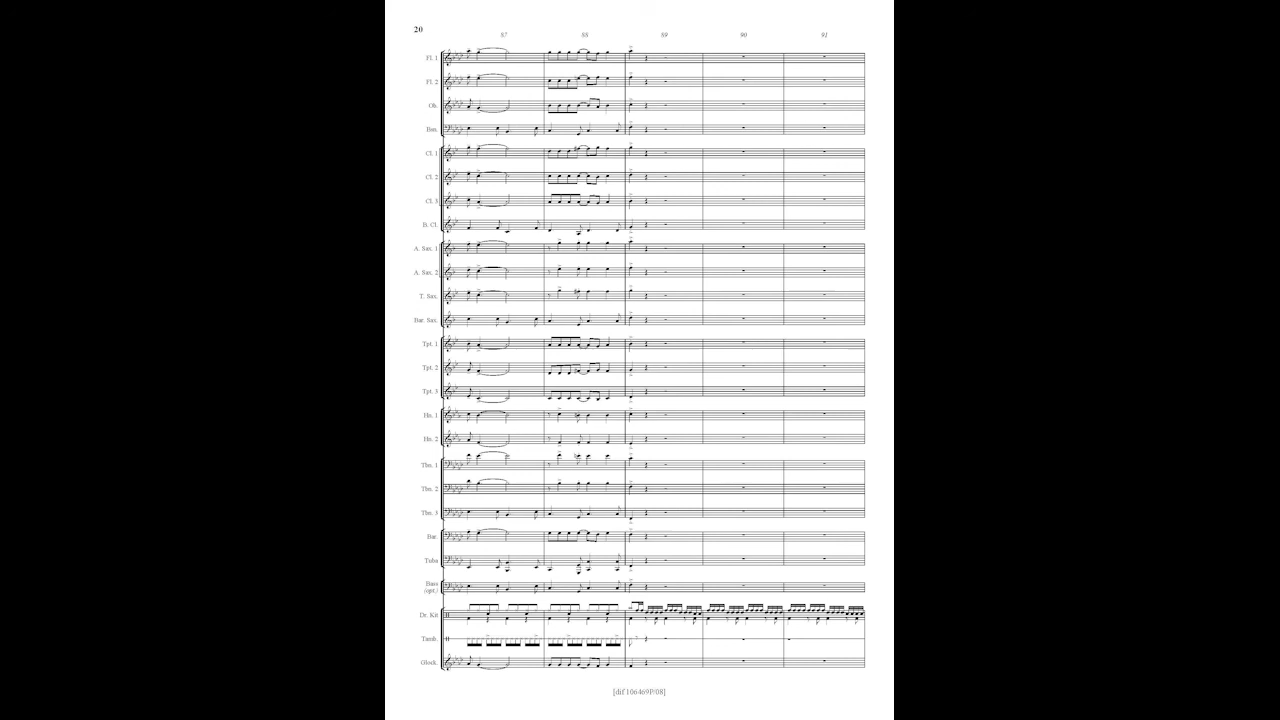 20
87 88 89 90 91
Fl. 1
Fl. 2
Ob.
Bsn.
Cl. 1
Cl. 2
Cl. 3
B. Cl.
A. Sax. 1
A. Sax. 2
T. Sax.
Bar. Sax.
Tpt. 1
Tpt. 2
Tpt. 3
Hn. 1
Hn. 2
Tbn. 1
Tbn. 2
Tbn. 3
Bar.
Tuba
Bass
(opt.)
Dr. Kit
Tamb.
Glock.
[dif 106469P/08]